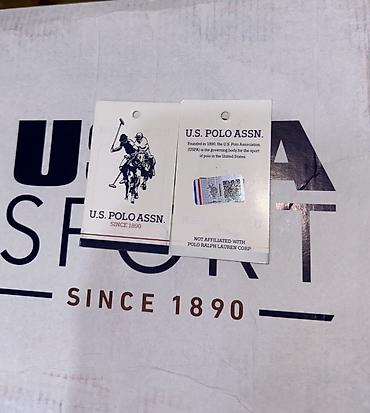 U.S. POLO ASSN.
SINCE 1890
U.S. POLO ASSN.
Founded in 1890, the U.S. Polo Association
(USPA) is the governing body for the sport
of polo in the United States.
NOT AFFILIATED WITH
POLO RALPH LAUREN CORP.
SPORT
SINCE 1890